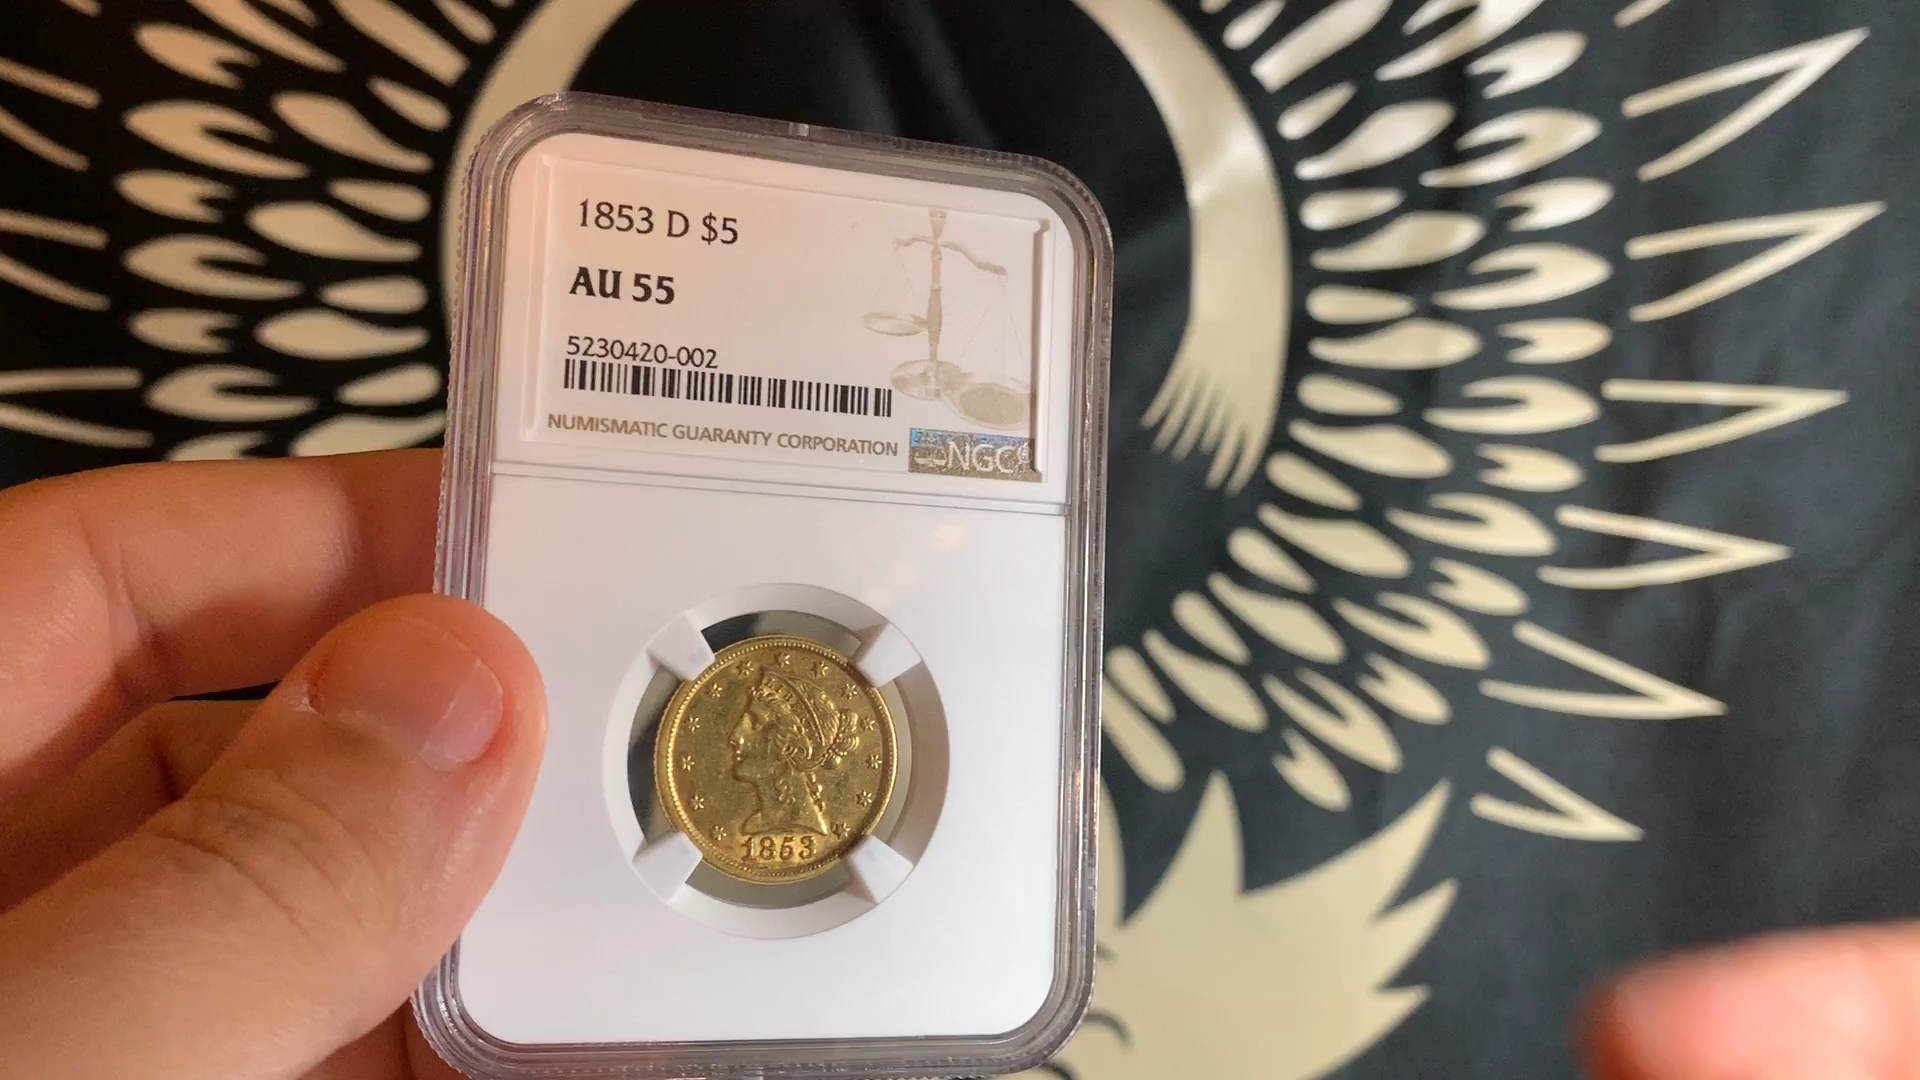 1853 D $5
AU 55
5230420-002
NUMISMATIC GUARANTY CORPORATION
NGC
1853